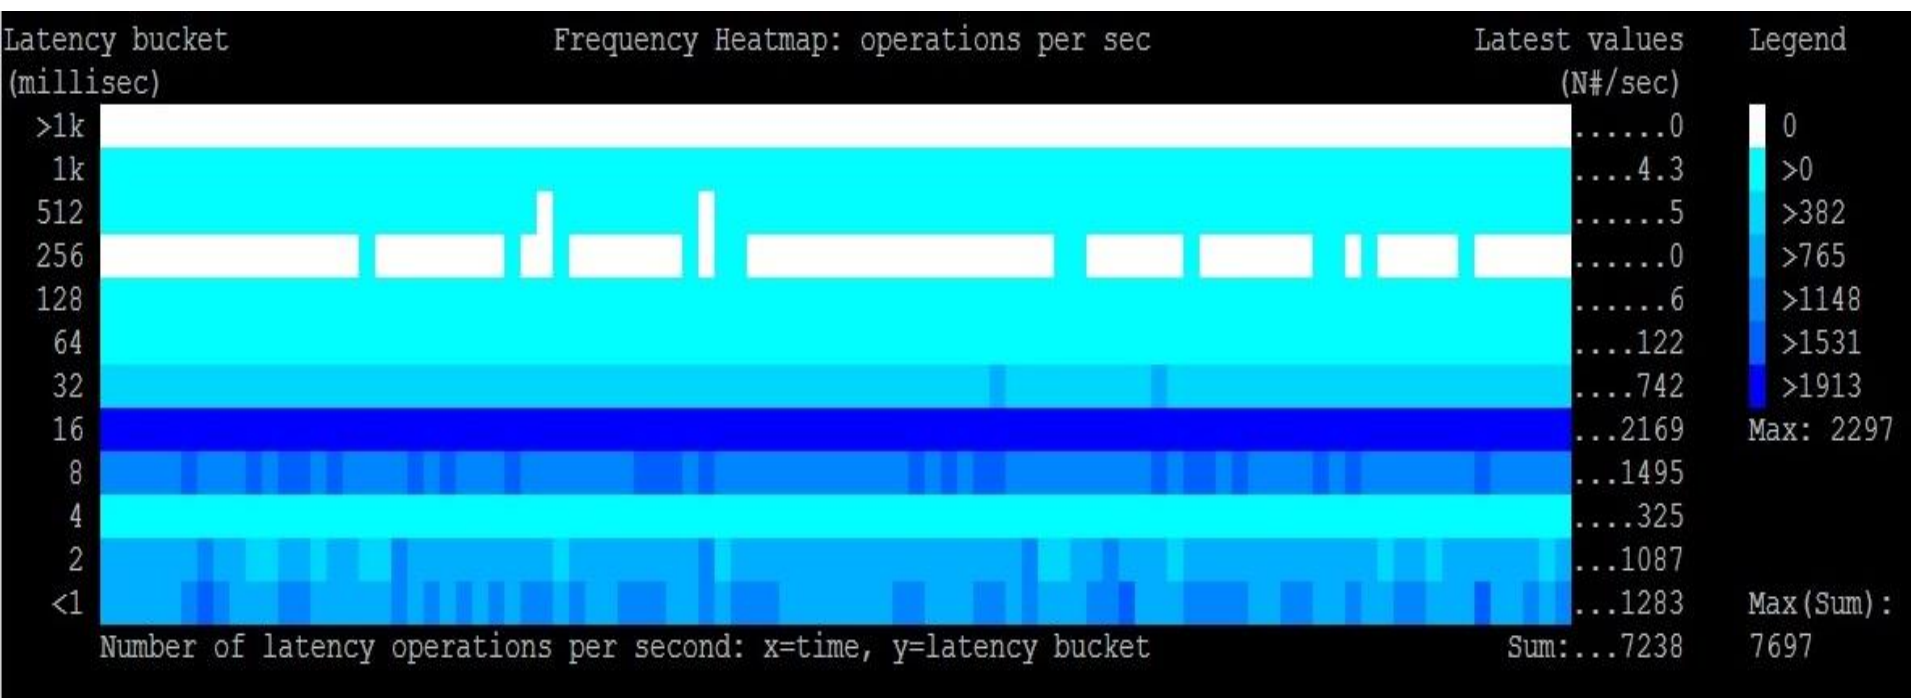 Latency bucket Frequency Heatmap: operations per sec Latest values Legend
(millisec) (N#/sec)
>1k ......0 0
1k ....4.3 >0
512 ......5 >382
256 ......0 >765
128 ......6 >1148
64 ....122 >1531
32 ....742 >1913
16 ...2169 Max: 2297
8 ...1495
4 ....325
2 ...1087
<1 ...1283 Max(Sum):
Number of latency operations per second: x=time, y=latency bucket Sum:...7238 7697